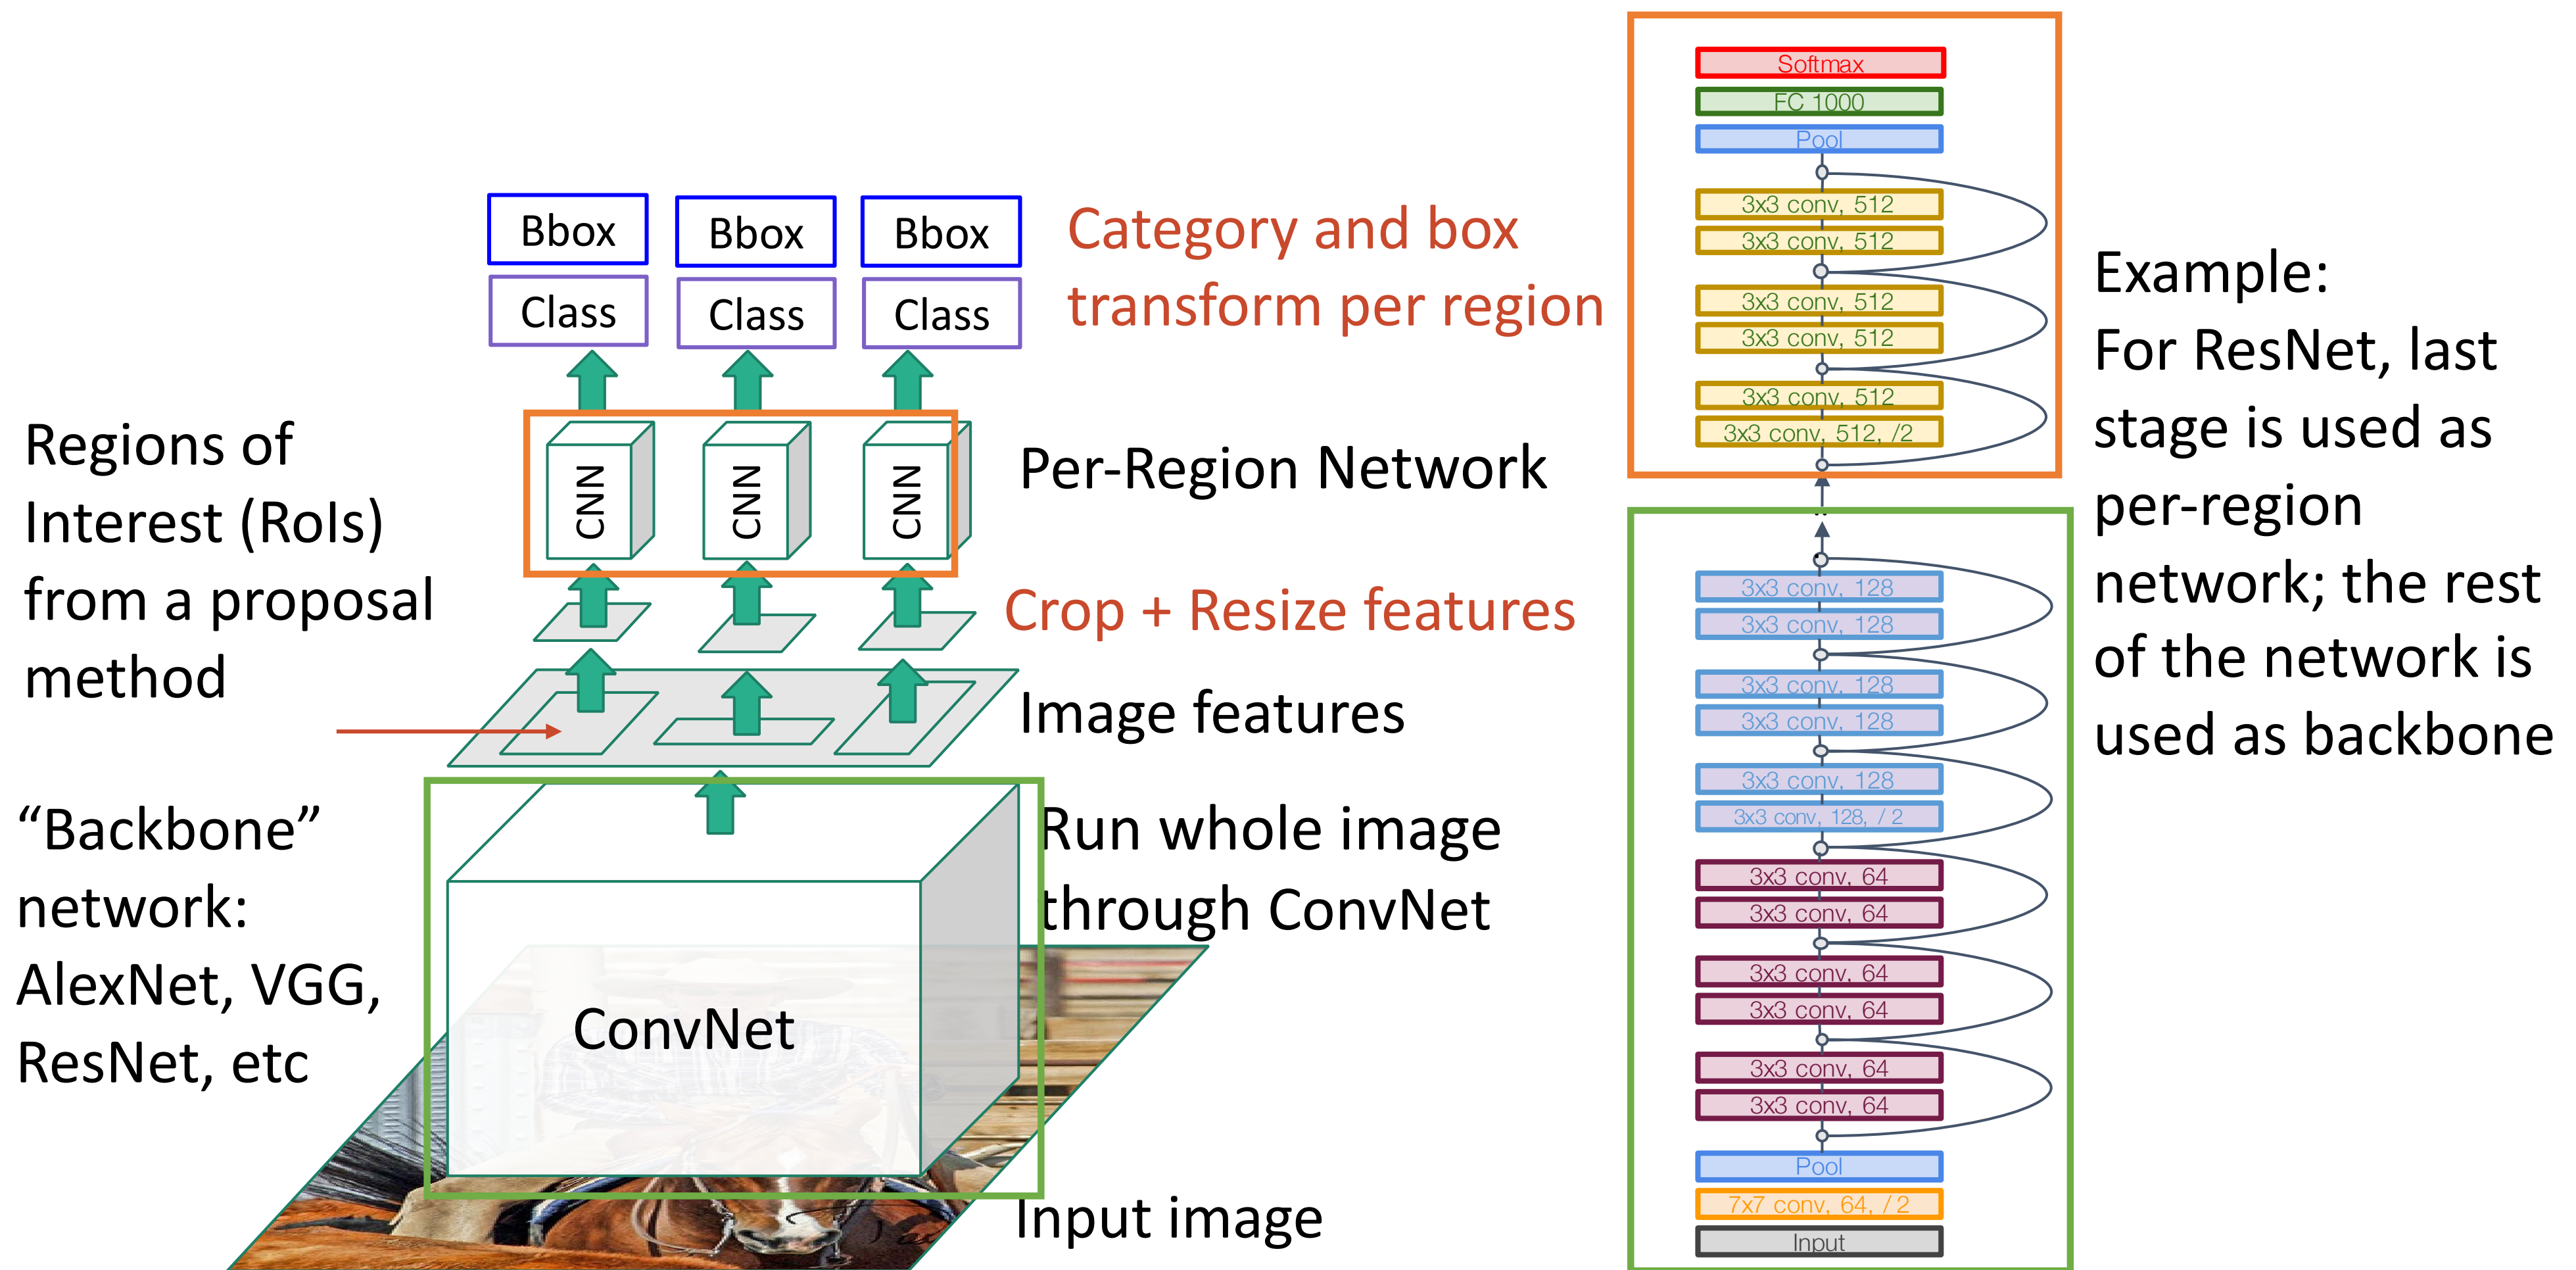 Bbox
Bbox
Bbox
Class
Class
Class
Category and box
transform per region
CNN
CNN
CNN
Per-Region Network
Regions of
Interest (RoIs)
from a proposal
method
Crop + Resize features
Image features
“Backbone”
network:
AlexNet, VGG,
ResNet, etc
Run whole image
through ConvNet
ConvNet
Input image
Softmax
FC 1000
Pool
3x3 conv, 512
3x3 conv, 512
3x3 conv, 512
3x3 conv, 512
3x3 conv, 512
3x3 conv, 512, /2
3x3 conv, 128
3x3 conv, 128
3x3 conv, 128
3x3 conv, 128
3x3 conv, 128
3x3 conv, 128, / 2
3x3 conv, 64
3x3 conv, 64
3x3 conv, 64
3x3 conv, 64
3x3 conv, 64
3x3 conv, 64
Pool
7x7 conv, 64, / 2
Input
Example:
For ResNet, last
stage is used as
per-region
network; the rest
of the network is
used as backbone